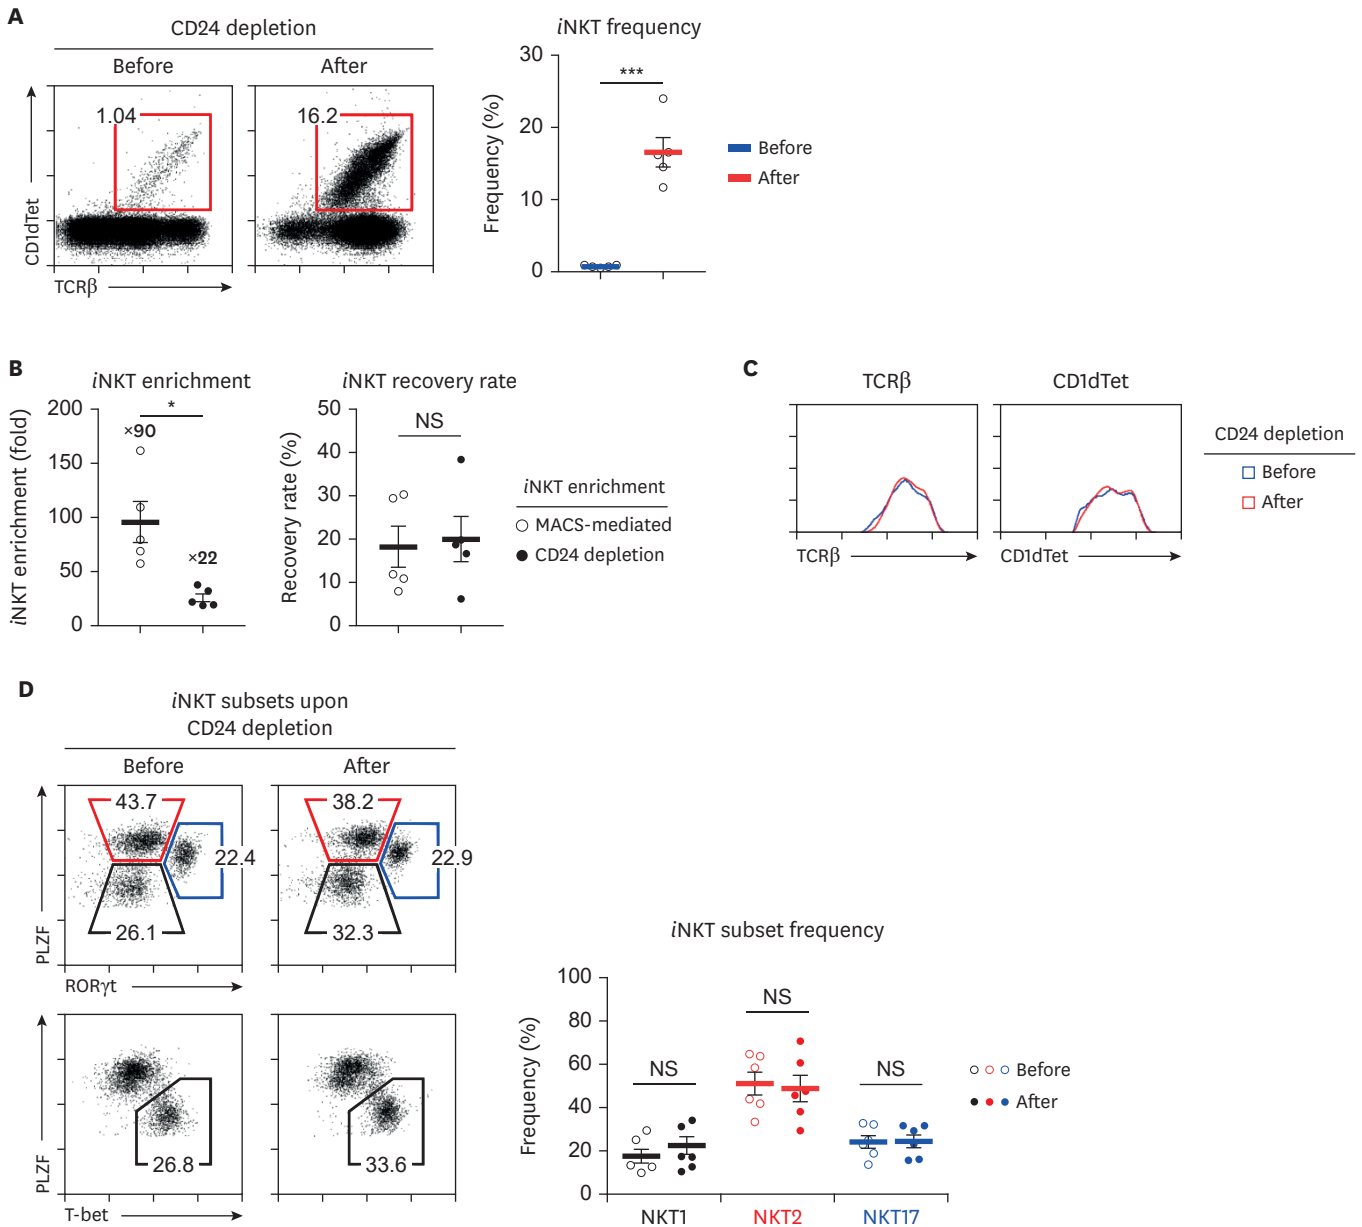 A
CD24 depletion
Before
After
1.04
16.2
CD1dTet
TCRβ
iNKT frequency
Frequency (%)
30
20
10
0
***
Before
After
B
iNKT enrichment
iNKT enrichment (fold)
200
150
100
50
0
*
×90
×22
iNKT recovery rate
Recovery rate (%)
50
40
30
20
10
0
NS
iNKT enrichment
MACS-mediated
CD24 depletion
C
TCRβ
CD1dTet
TCRβ
CD1dTet
CD24 depletion
Before
After
D
iNKT subsets upon
CD24 depletion
Before
After
43.7
22.4
26.1
38.2
22.9
32.3
PLZF
RORγt
26.8
33.6
PLZF
T-bet
iNKT subset frequency
Frequency (%)
100
80
60
40
20
0
NS
NS
NS
NKT1
NKT2
NKT17
Before
After